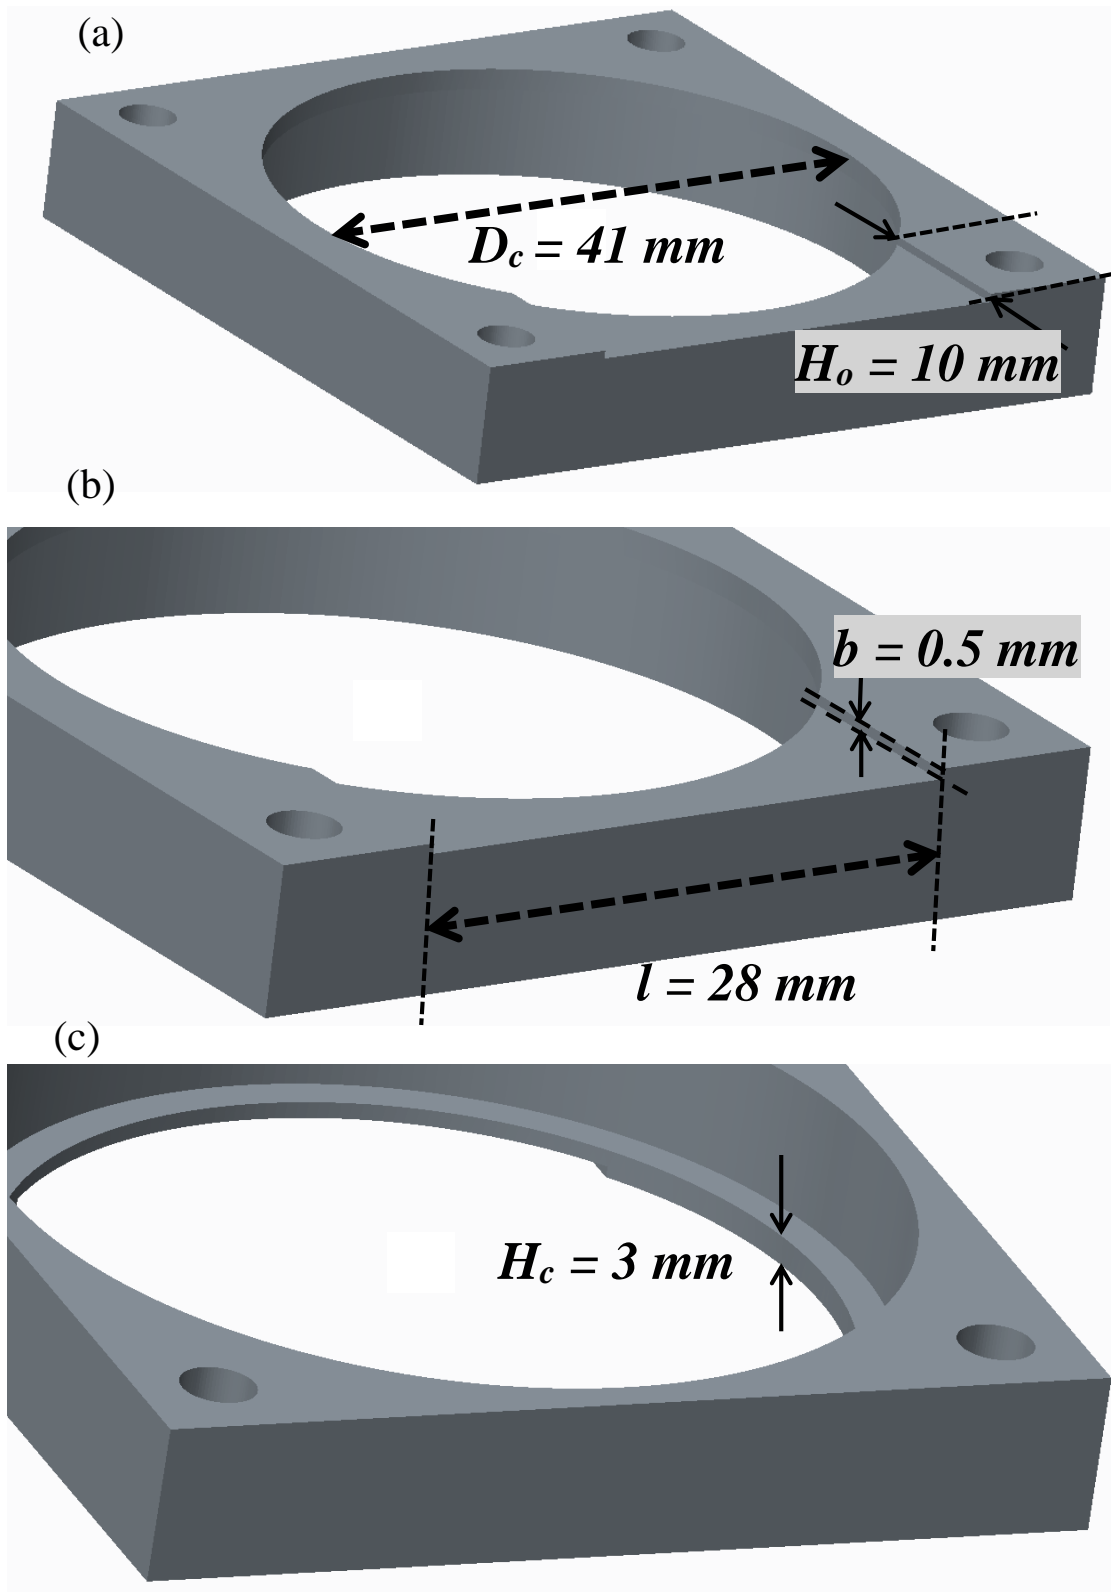 (a)
Dc = 41 mm
Ho = 10 mm
(b)
b = 0.5 mm
l = 28 mm
(c)
Hc = 3 mm